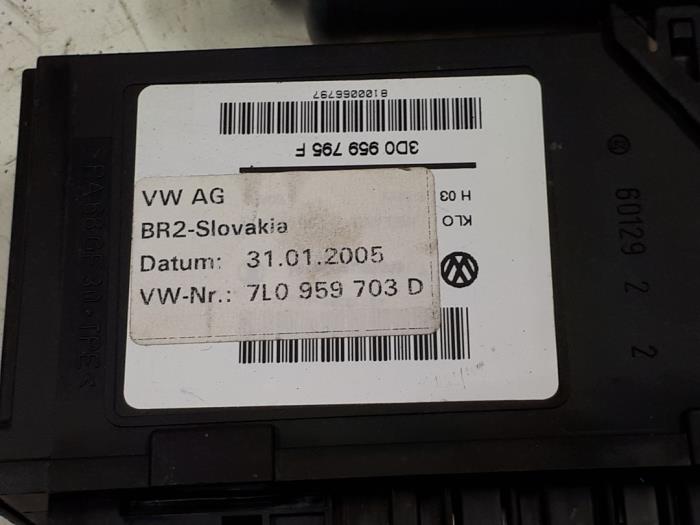 8100066797
3D0 959 795 F
H 03
KLO
VW AG
BR2-Slovakia
Datum: 31.01.2005
VW-Nr.: 7L0 959 703 D
60129 2 2